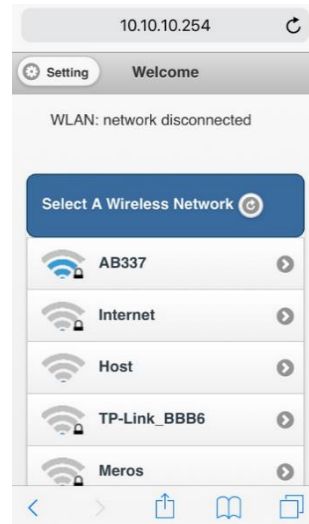 10.10.10.254
Setting Welcome
WLAN: network disconnected
Select A Wireless Network
AB337
Internet
Host
TP-Link_BBB6
Meros